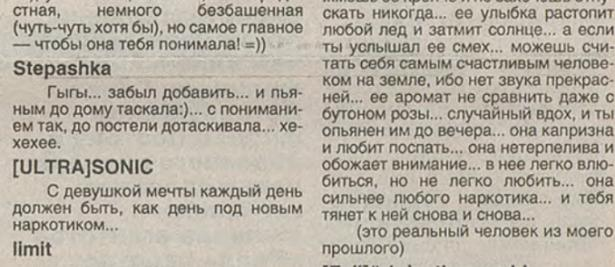 стная, немного безбашенная
(чуть-чуть хотя бы), но самое главное
— чтобы она тебя понимала! =))
Stepashka
Гыгы... забыл добавить... и пья-
ным до дому таскала:)... с понимани-
ем так, до постели дотаскивала... хе-
хехее.
[ULTRA]SONIC
С девушкой мечты каждый день
должен быть, как день под новым
наркотиком...
limit
скать никогда... ее улыбка растопит
любой лед и затмит солнце... а если
ты услышал ее смех... можешь счи-
тать себя самым счастливым челове-
ком на земле, ибо нет звука прекрас-
ней... ее аромат не сравнить даже с
бутоном розы... случайный вдох, и ты
опьянен им до вечера... она капризна
и любит поспать... она нетерпелива и
обожает внимание... в нее легко влю-
биться, но не легко любить... она
сильнее любого наркотика... и тебя
тянет к ней снова и снова...
(это реальный человек из моего
прошлого)